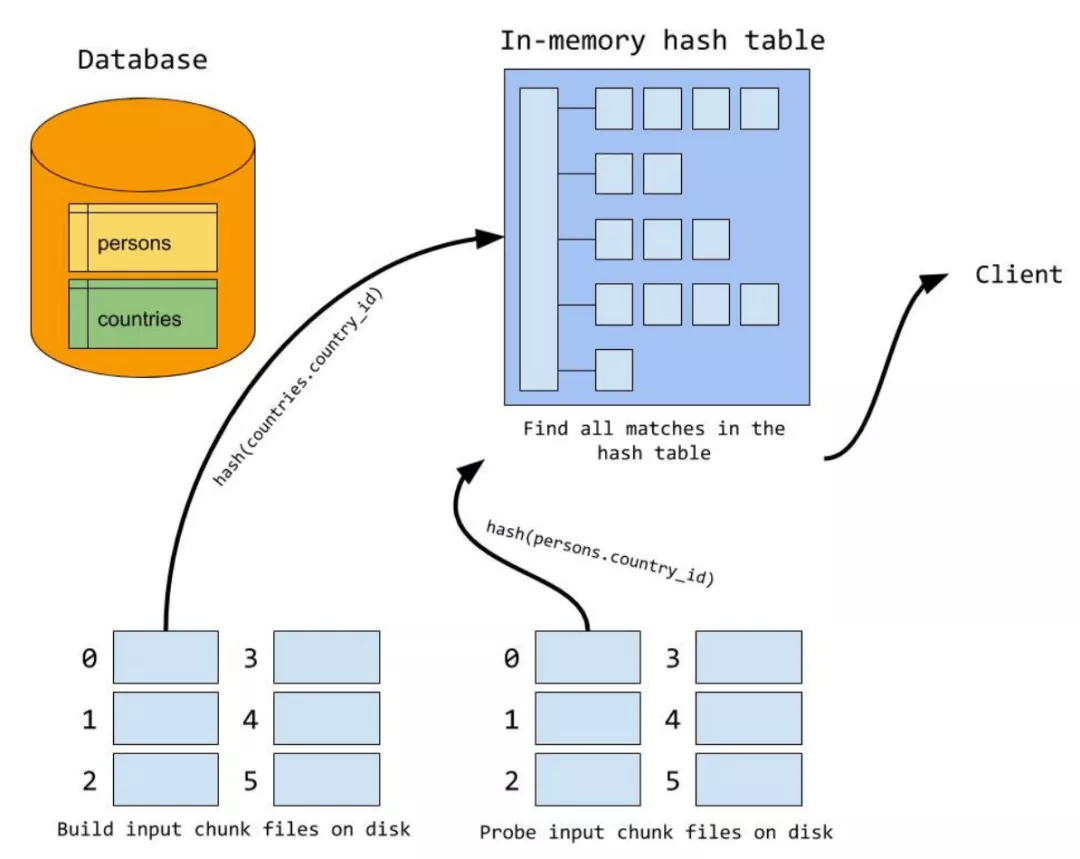 Database
In-memory hash table
persons
countries
hash(countries.country_id)
Client
Find all matches in the
hash table
hash(persons.country_id)
0
3
1
4
2
5
Build input chunk files on disk
0
3
1
4
2
5
Probe input chunk files on disk